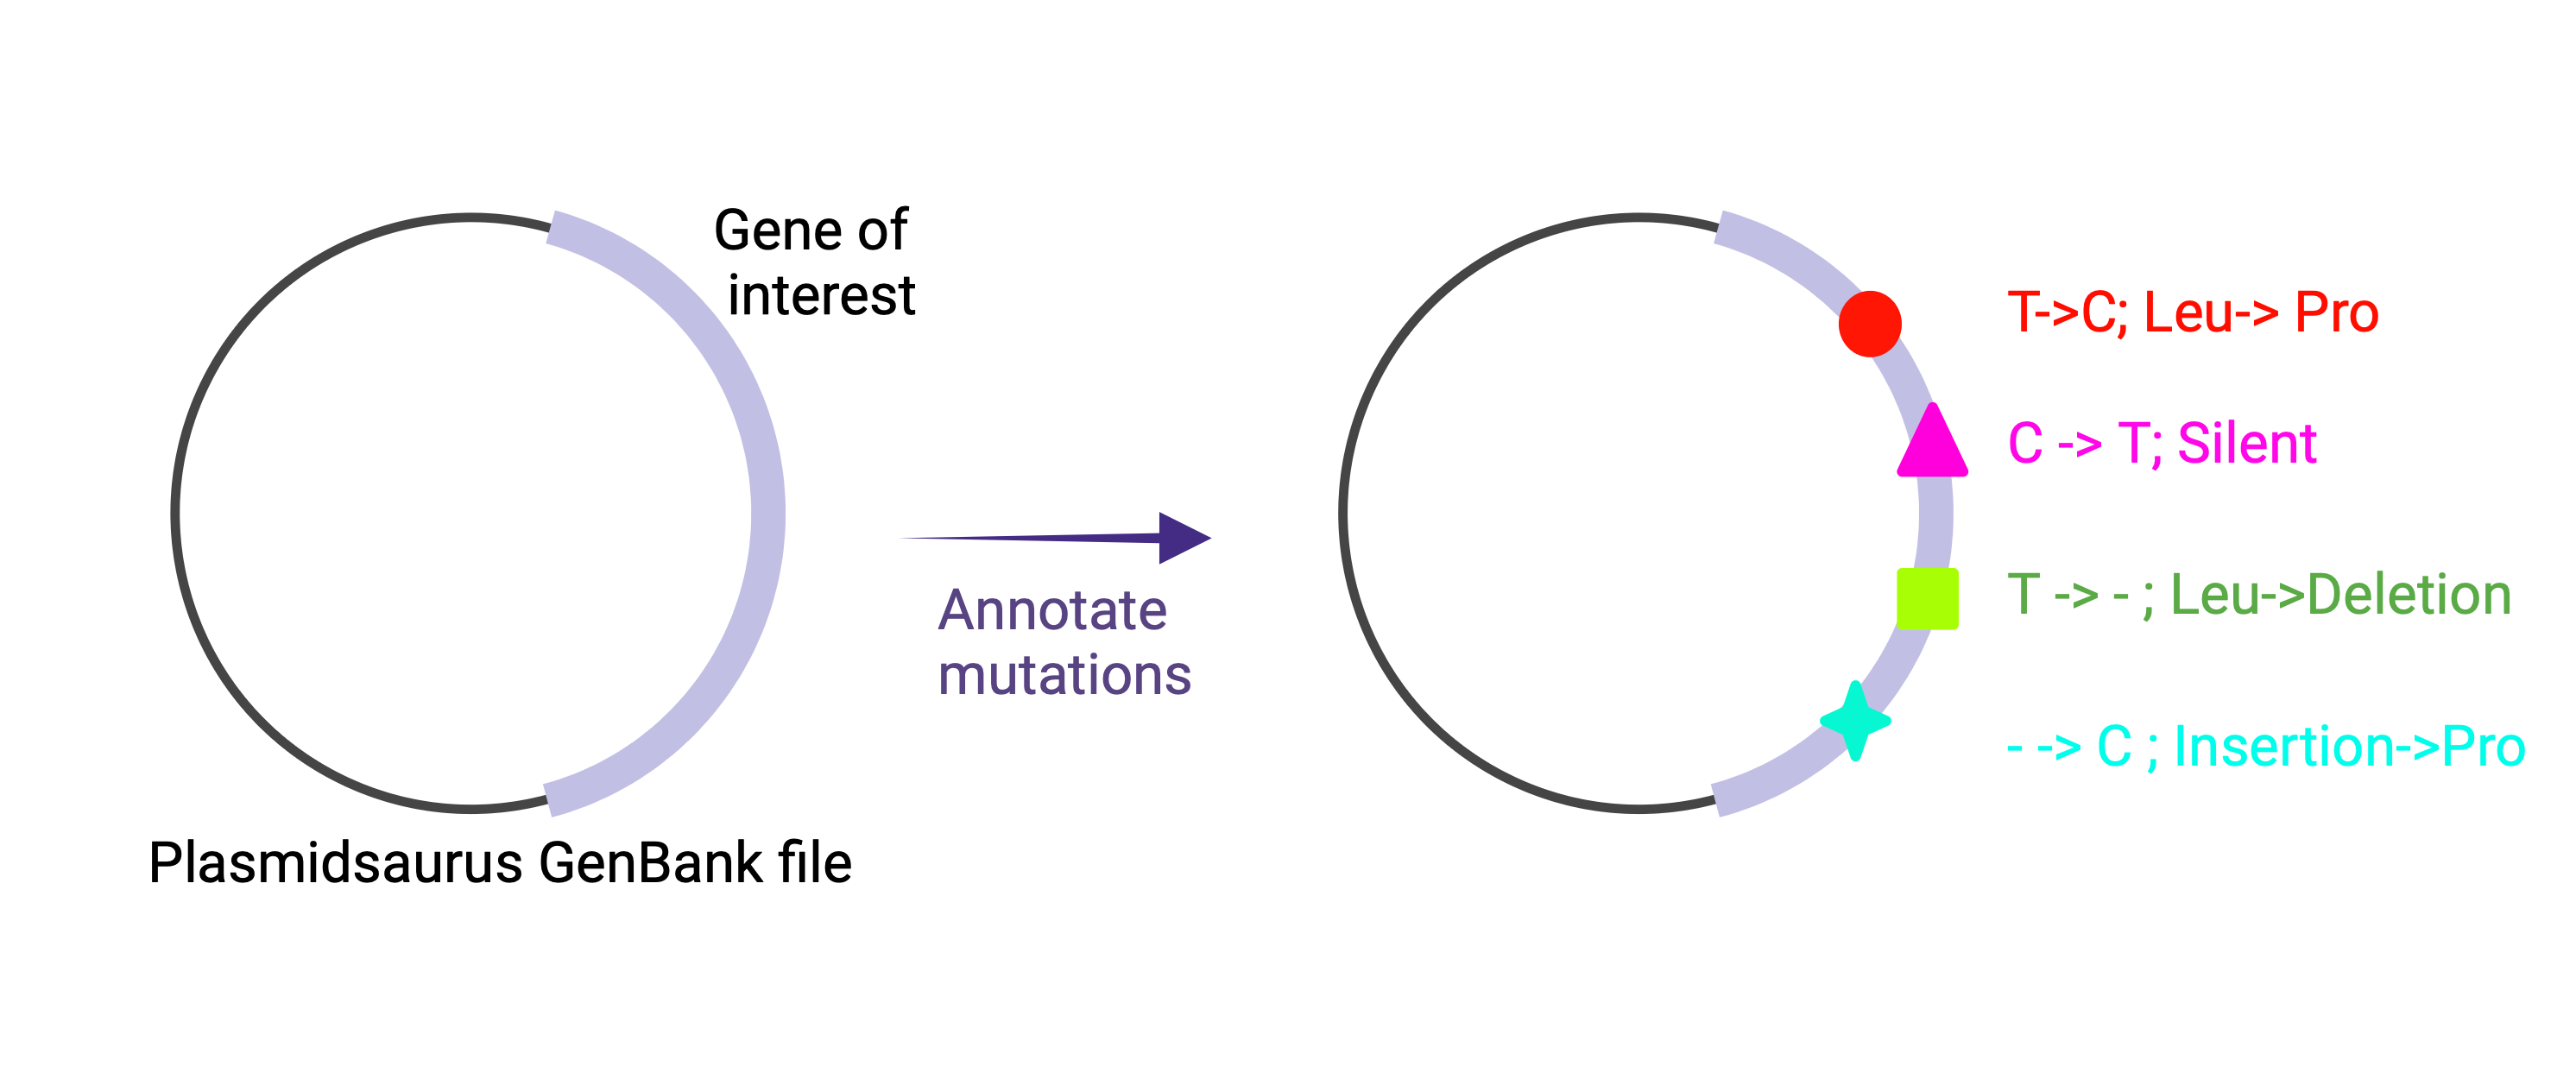 Gene of
interest
Plasmidsaurus GenBank file
Annotate
mutations
T->C; Leu-> Pro
C -> T; Silent
T -> - ; Leu->Deletion
- -> C ; Insertion->Pro